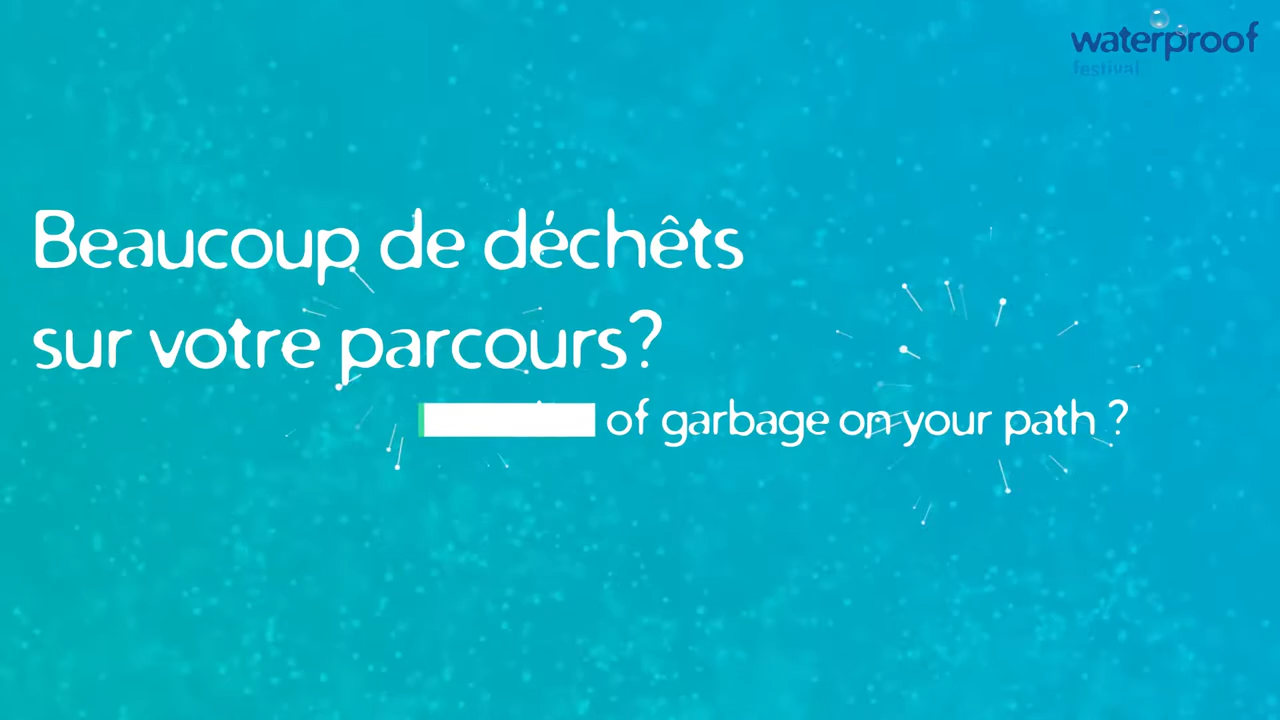 waterproof
festival
Beaucoup de déchêts
sur votre parcours?
of garbage on your path ?